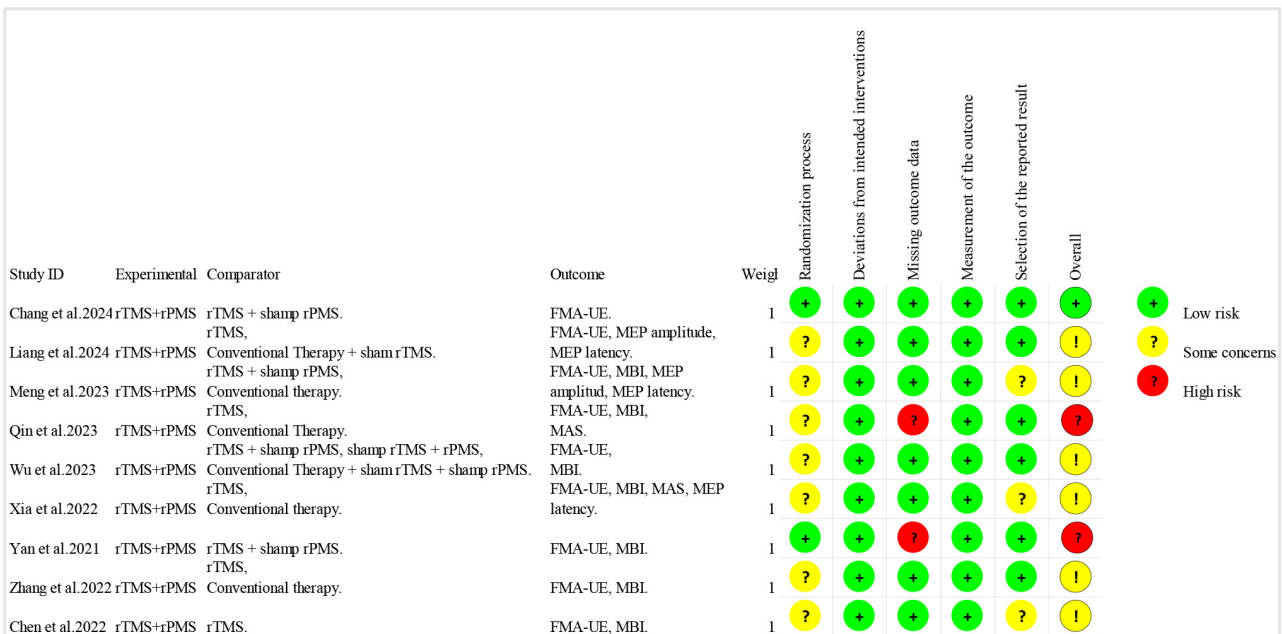 Randomization process
Deviations from intended interventions
Missing outcome data
Measurement of the outcome
Selection of the reported result
Overall
Study ID Experimental Comparator Outcome Weigl
Chang et al.2024 rTMS+rPMS rTMS + shamp rPMS. FMA-UE. 1 + + + + + +
rTMS, FMA-UE, MEP amplitude,
Liang et al.2024 rTMS+rPMS Conventional Therapy + sham rTMS. MEP latency. 1 ? + + + + !
rTMS + shamp rPMS, FMA-UE, MBI, MEP
Meng et al.2023 rTMS+rPMS Conventional therapy. amplitud, MEP latency. 1 ? + + + ? !
rTMS, FMA-UE, MBI,
Qin et al.2023 rTMS+rPMS Conventional Therapy. MAS. 1 ? + ? + + ?
rTMS + shamp rPMS, shamp rTMS + rPMS, FMA-UE,
Wu et al.2023 rTMS+rPMS Conventional Therapy + sham rTMS + shamp rPMS. MBI. 1 ? + + + + !
rTMS, FMA-UE, MBI, MAS, MEP
Xia et al.2022 rTMS+rPMS Conventional therapy. latency. 1 ? + + + ? !
Yan et al.2021 rTMS+rPMS rTMS + shamp rPMS. FMA-UE, MBI. 1 + + ? + + ?
rTMS,
Zhang et al.2022 rTMS+rPMS Conventional therapy. FMA-UE, MBI. 1 ? + + + + !
Chen et al.2022 rTMS+rPMS rTMS. FMA-UE, MBI. 1 ? + + + ? !
+ Low risk
? Some concerns
? High risk